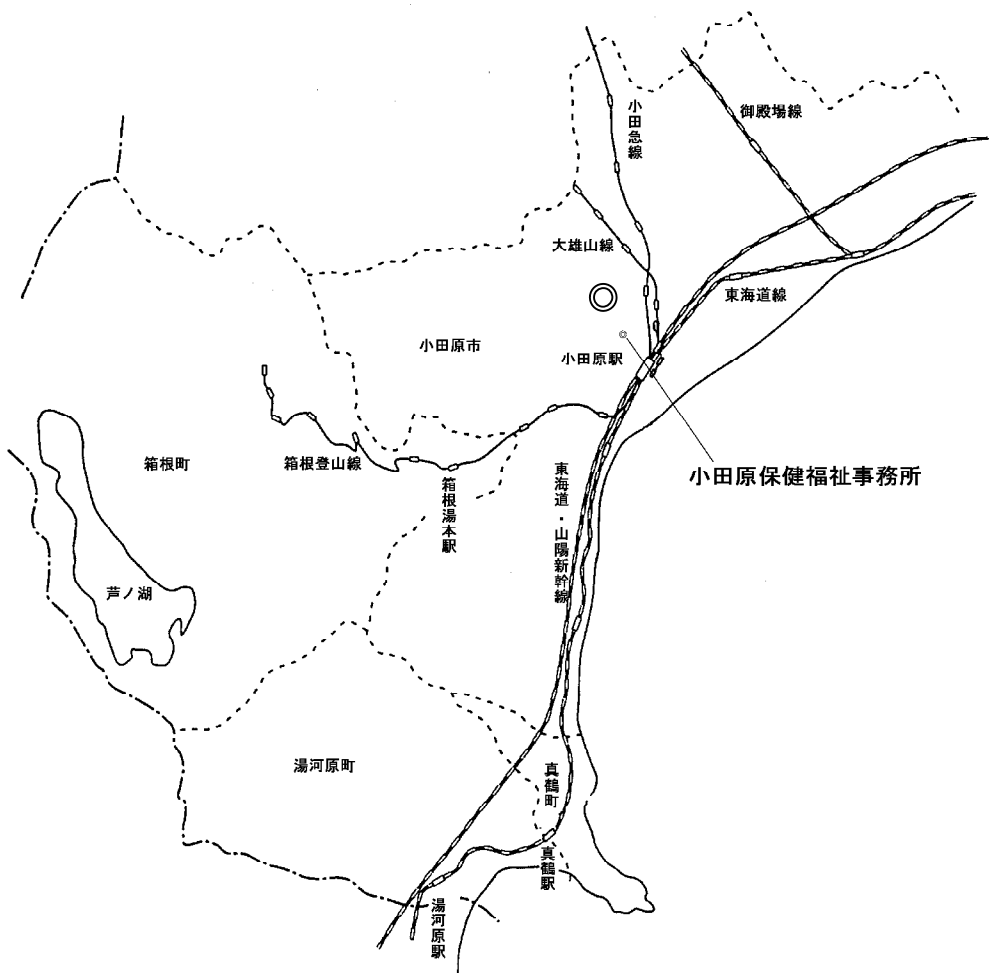 小田急線
御殿場線
大雄山線
東海道線
小田原市
小田原駅
箱根町
箱根登山線
箱根湯本駅
東海道・山陽新幹線
小田原保健福祉事務所
芦ノ湖
湯河原町
真鶴町
真鶴駅
湯河原駅